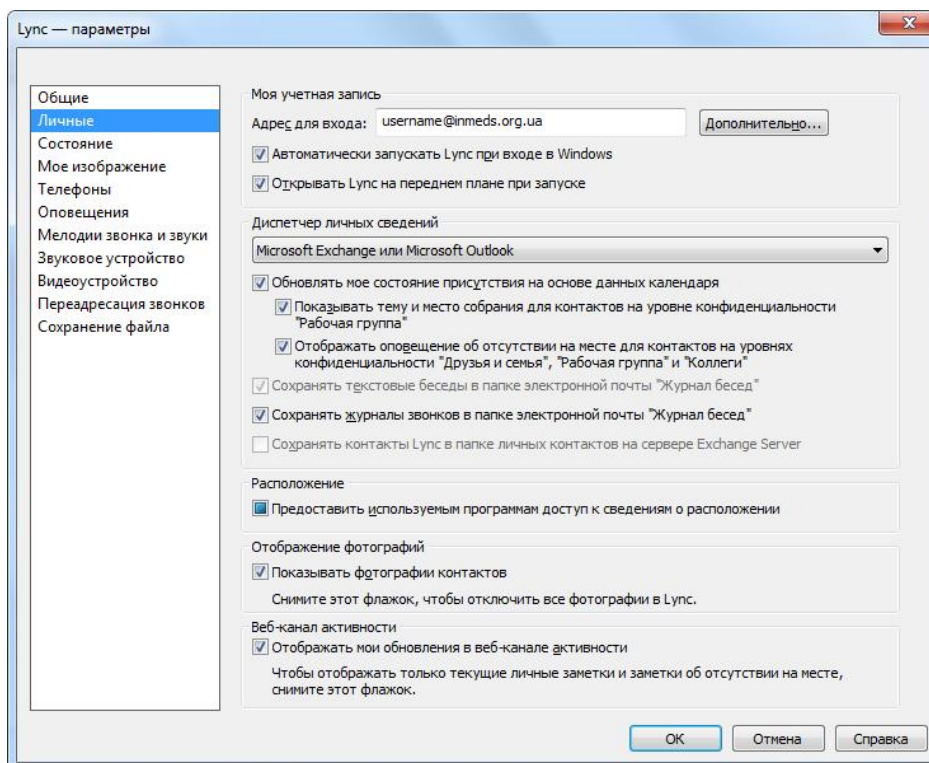 Lync — параметры
Общие
Личные
Состояние
Мое изображение
Телефоны
Оповещения
Мелодии звонка и звуки
Звуковое устройство
Видеоустройство
Переадресация звонков
Сохранение файла
Моя учетная запись
Адрес для входа: username@inmeds.org.ua Дополнительно...
Автоматически запускать Lync при входе в Windows
Открывать Lync на переднем плане при запуске
Диспетчер личных сведений
Microsoft Exchange или Microsoft Outlook
Обновлять мое состояние присутствия на основе данных календаря
Показывать тему и место собрания для контактов на уровне конфиденциальности
"Рабочая группа"
Отображать оповещение об отсутствии на месте для контактов на уровнях
конфиденциальности "Друзья и семья", "Рабочая группа" и "Коллеги"
Сохранять текстовые беседы в папке электронной почты "Журнал бесед"
Сохранять журналы звонков в папке электронной почты "Журнал бесед"
Сохранять контакты Lync в папке личных контактов на сервере Exchange Server
Расположение
Предоставить используемым программам доступ к сведениям о расположении
Отображение фотографий
Показывать фотографии контактов
Снимите этот флажок, чтобы отключить все фотографии в Lync.
Веб-канал активности
Отображать мои обновления в веб-канале активности
Чтобы отображать только текущие личные заметки и заметки об отсутствии на месте,
снимите этот флажок.
ОК Отмена Справка